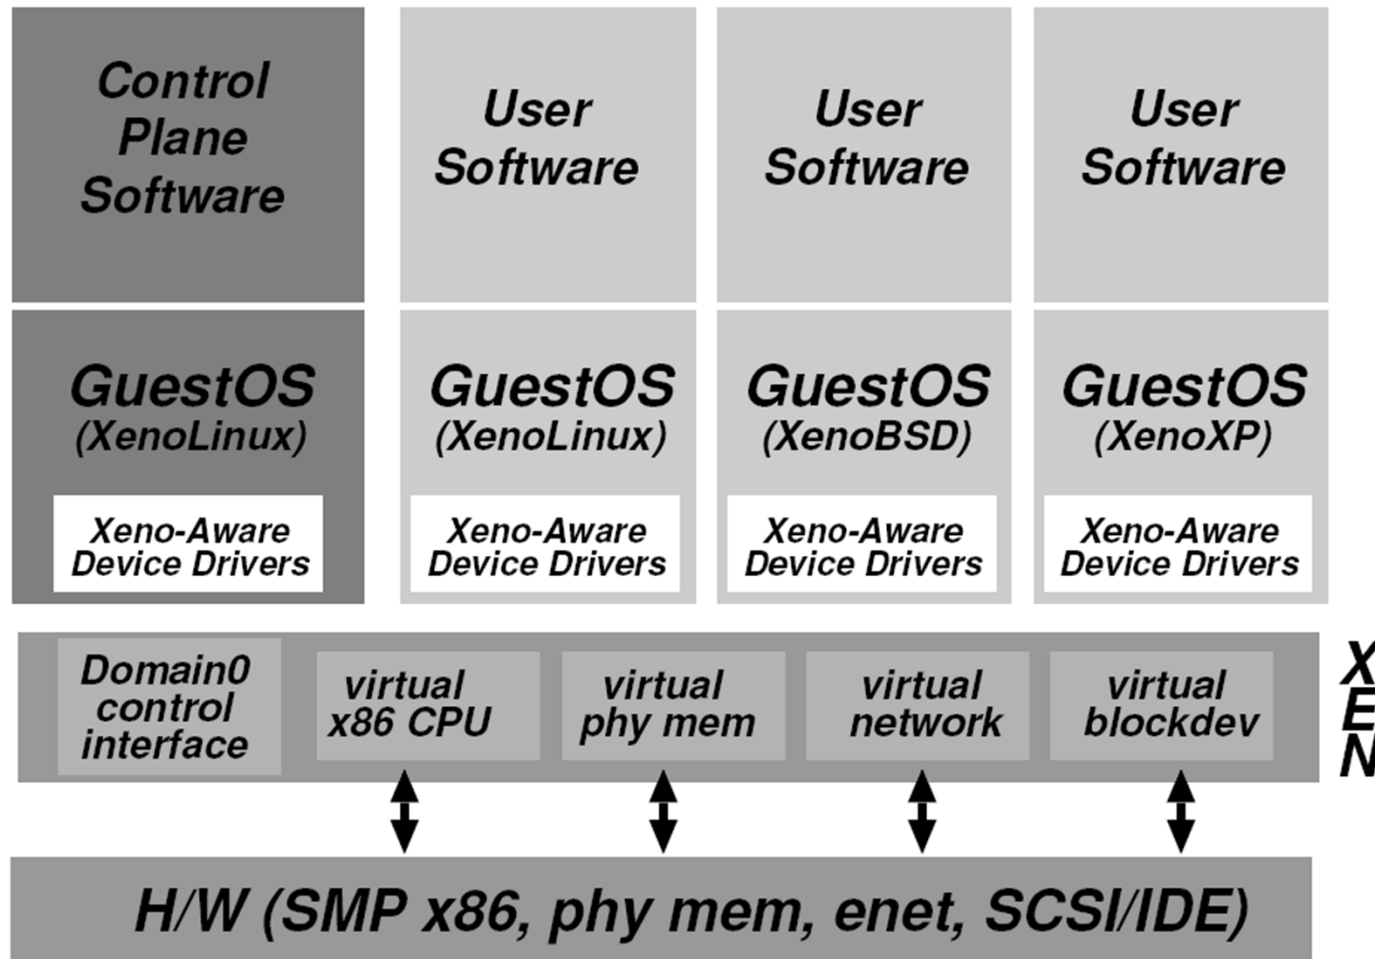 Control
Plane
Software
User
Software
User
Software
User
Software
GuestOS
(XenoLinux)
Xeno-Aware
Device Drivers
GuestOS
(XenoLinux)
Xeno-Aware
Device Drivers
GuestOS
(XenoBSD)
Xeno-Aware
Device Drivers
GuestOS
(XenoXP)
Xeno-Aware
Device Drivers
Domain0
control
interface
virtual
x86 CPU
virtual
phy mem
virtual
network
virtual
blockdev
X
E
N
H/W (SMP x86, phy mem, enet, SCSI/IDE)